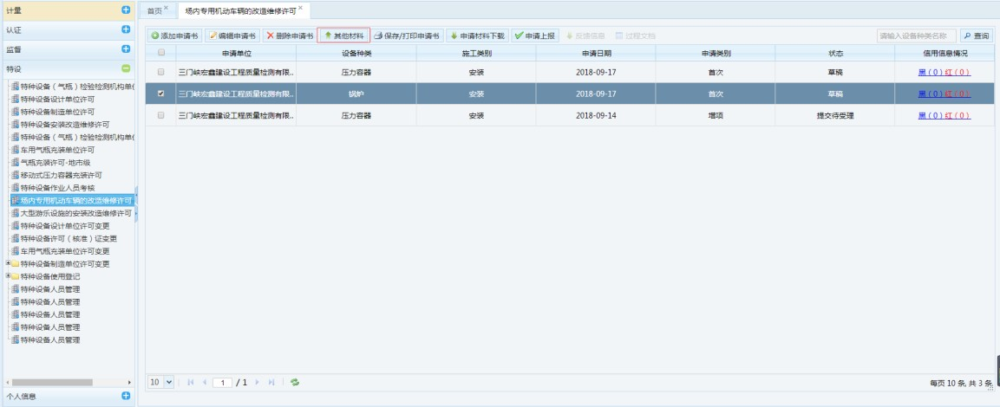 计量
认证
监督
特设
特种设备（气瓶）检验检测机构单位
特种设备设计单位许可
特种设备制造单位许可
特种设备安装改造维修许可
特种设备（气瓶）检验检测机构单位
车用气瓶充装单位许可
气瓶充装许可-地市级
移动式压力容器充装许可
特种设备作业人员考核
场内专用机动车辆的改造维修许可
大型游乐设施的安装改造维修许可
特种设备设计单位许可变更
特种设备许可（核准）证变更
车用气瓶充装单位许可变更
特种设备制造单位许可变更
特种设备使用登记
特种设备人员管理
特种设备人员管理
特种设备人员管理
特种设备人员管理
特种设备人员管理
个人信息
首页 场内专用机动车辆的改造维修许可
添加申请书 编辑申请书 删除申请书 其他材料 保存/打印申请书 申请材料下载 申请上报 反馈信息 过程文档 请输入设备种类名称 查询
申请单位 设备种类 施工类别 申请日期 申请类别 状态 信用信息情况
三门峡宏鑫建设工程质量检测有限.. 压力容器 安装 2018-09-17 首次 草稿 黑（0）红（0）
三门峡宏鑫建设工程质量检测有限.. 锅炉 安装 2018-09-17 首次 草稿 黑（0）红（0）
三门峡宏鑫建设工程质量检测有限.. 压力容器 安装 2018-09-14 增项 提交待受理 黑（0）红（0）
10 1 / 1 每页 10 条, 共 3 条